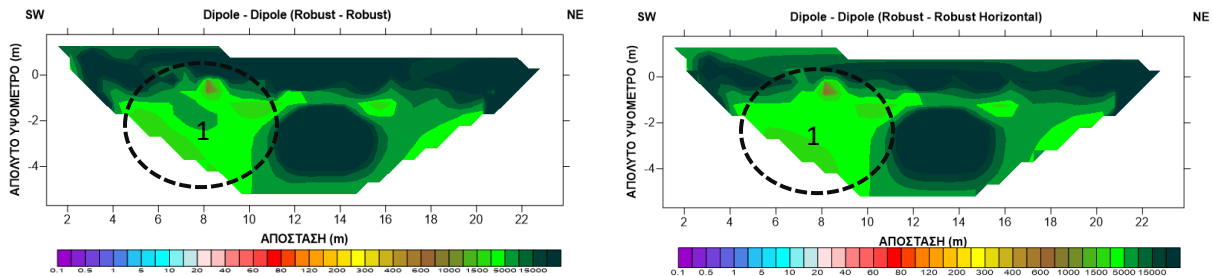 SW Dipole - Dipole (Robust - Robust) NE
0
-2
-4
ΑΠΟΛΥΤΟ ΥΨΟΜΕΤΡΟ (m)
1
2 4 6 8 10 12 14 16 18 20 22
ΑΠΟΣΤΑΣΗ (m)
0.1 0.5 1 5 10 20 40 60 80 120 200 300 400 600 1000 1500 5000 15000
SW Dipole - Dipole (Robust - Robust Horizontal) NE
0
-2
-4
ΑΠΟΛΥΤΟ ΥΨΟΜΕΤΡΟ (m)
1
2 4 6 8 10 12 14 16 18 20 22
ΑΠΟΣΤΑΣΗ (m)
0.1 0.5 1 5 10 20 40 60 80 120 200 300 400 600 1000 1500 5000 15000